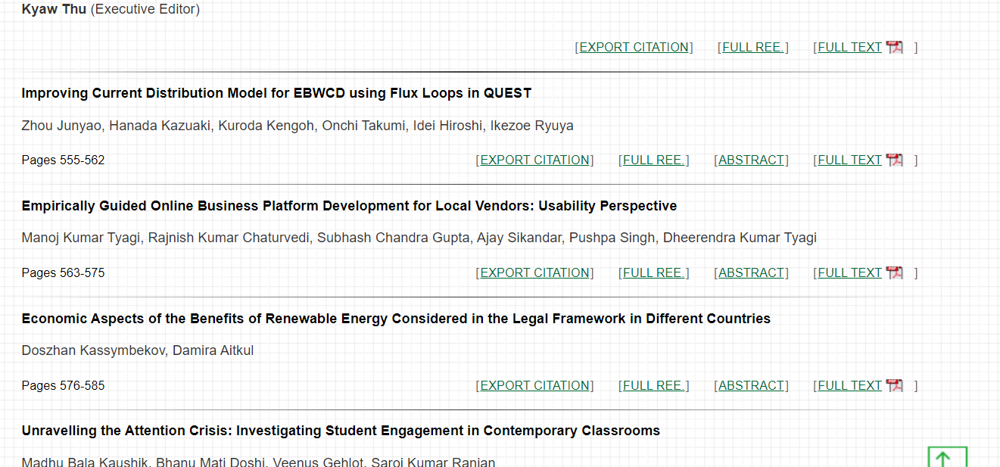 Kyaw Thu (Executive Editor)
[EXPORT CITATION] [FULL REE.] [FULL TEXT ]
Improving Current Distribution Model for EBWCD using Flux Loops in QUEST
Zhou Junyao, Hanada Kazuaki, Kuroda Kengoh, Onchi Takumi, Idei Hiroshi, Ikezoe Ryuya
Pages 555-562 [EXPORT CITATION] [FULL REE.] [ABSTRACT] [FULL TEXT ]
Empirically Guided Online Business Platform Development for Local Vendors: Usability Perspective
Manoj Kumar Tyagi, Rajnish Kumar Chaturvedi, Subhash Chandra Gupta, Ajay Sikandar, Pushpa Singh, Dheerendra Kumar Tyagi
Pages 563-575 [EXPORT CITATION] [FULL REE.] [ABSTRACT] [FULL TEXT ]
Economic Aspects of the Benefits of Renewable Energy Considered in the Legal Framework in Different Countries
Doszhan Kassymbekov, Damira Aitkul
Pages 576-585 [EXPORT CITATION] [FULL REE.] [ABSTRACT] [FULL TEXT ]
Unravelling the Attention Crisis: Investigating Student Engagement in Contemporary Classrooms
Madhu Bala Kaushik, Bhanu Mati Doshi, Veenus Gehlot, Saroj Kumar Ranjan